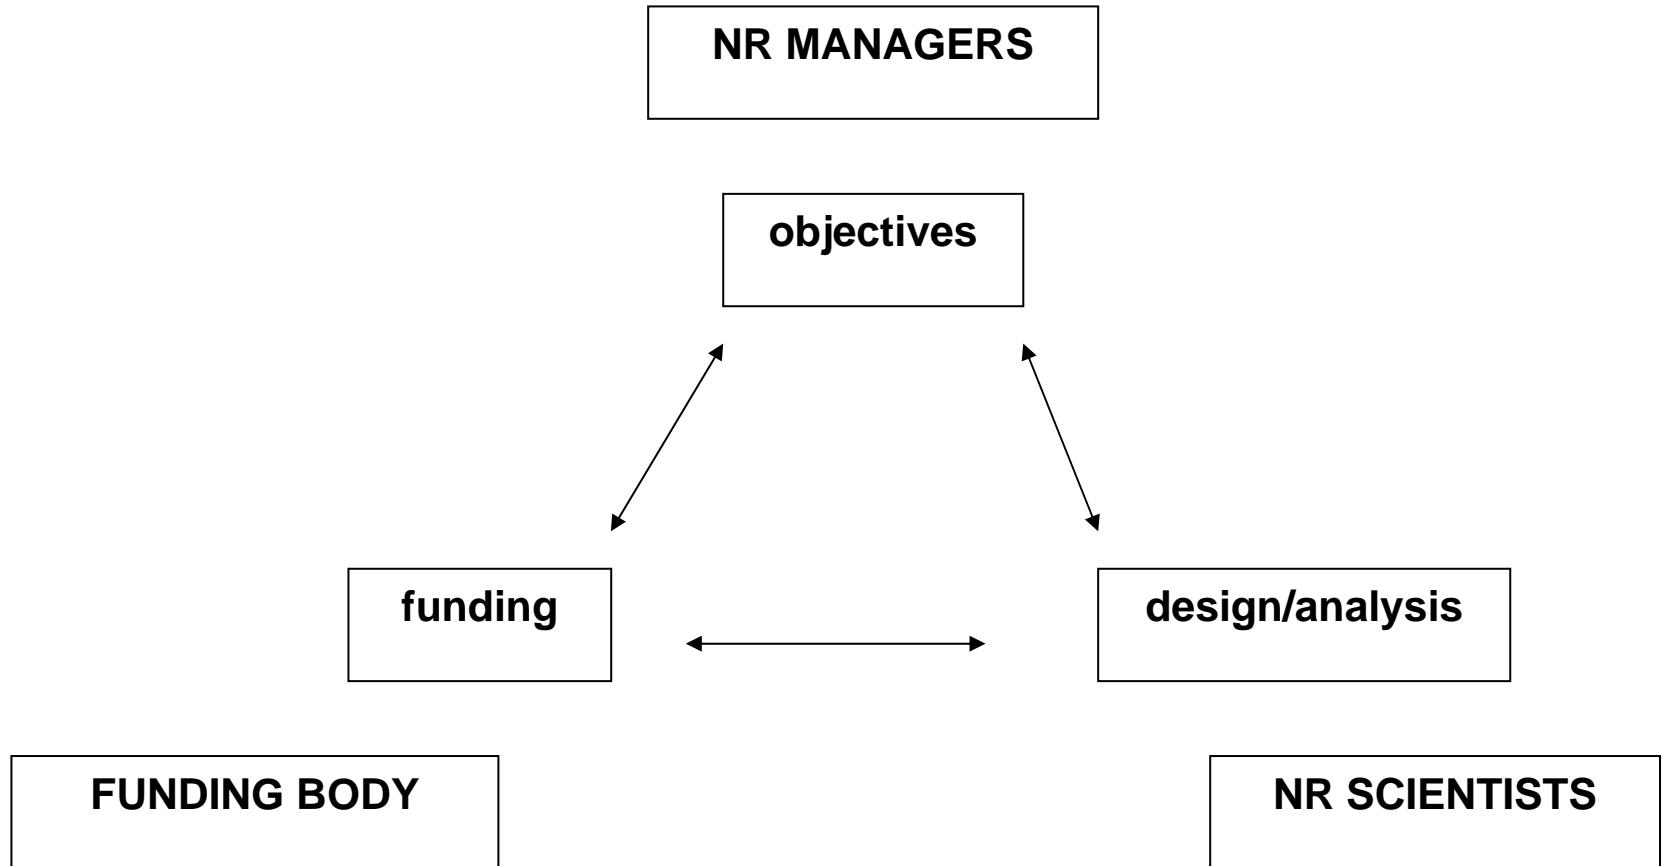 NR MANAGERS
objectives
funding
design/analysis
FUNDING BODY
NR SCIENTISTS